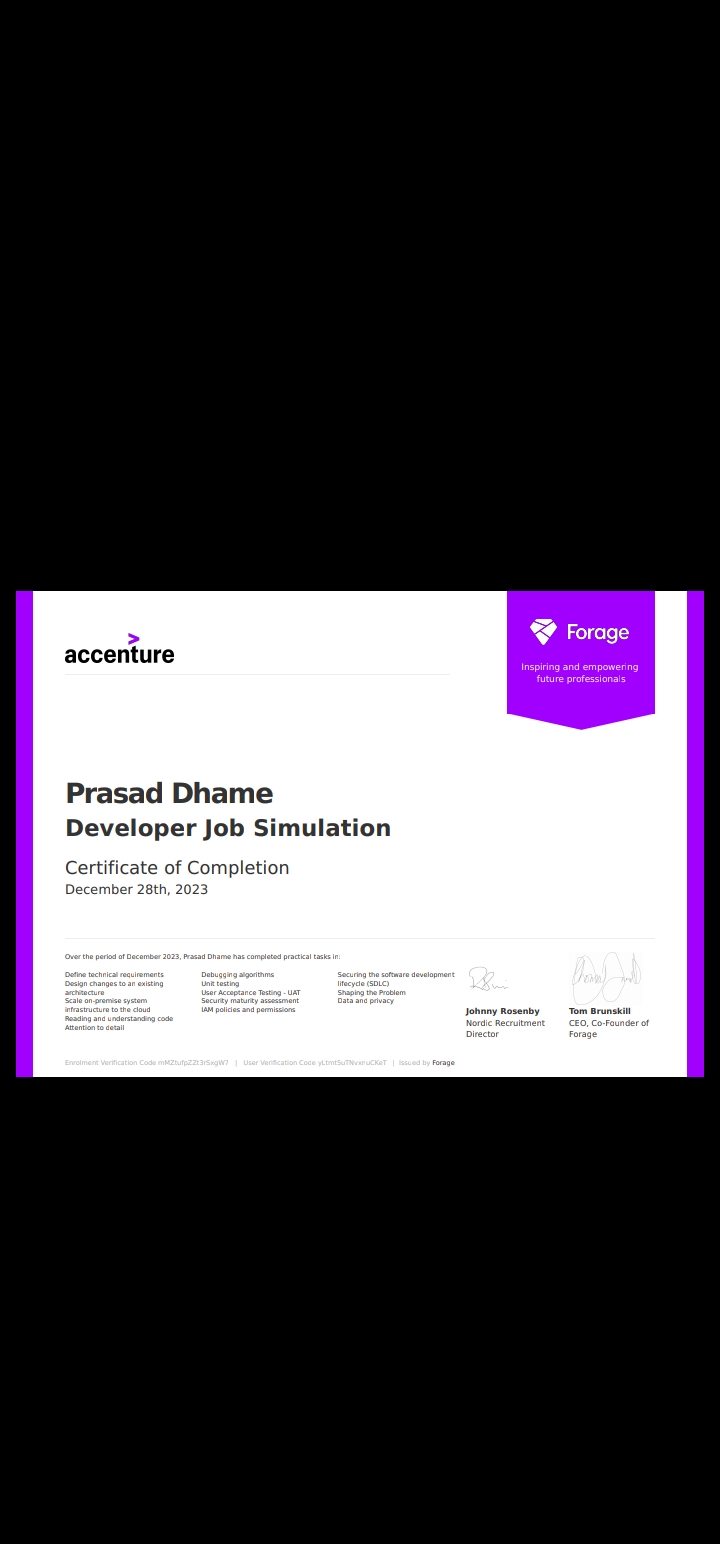 accenture
Forage
Inspiring and empowering
future professionals
Prasad Dhame
Developer Job Simulation
Certificate of Completion
December 28th, 2023
Over the period of December 2023, Prasad Dhame has completed practical tasks in:
Define technical requirements
Design changes to an existing
architecture
Scale on-premise system
infrastructure to the cloud
Reading and understanding code
Attention to detail
Debugging algorithms
Unit testing
User Acceptance Testing - UAT
Security maturity assessment
IAM policies and permissions
Securing the software development
lifecycle (SDLC)
Shaping the Problem
Data and privacy
Johnny Rosenby
Nordic Recruitment
Director
Tom Brunskill
CEO, Co-Founder of
Forage
Enrolment Verification Code | User Verification Code | Issued by Forage